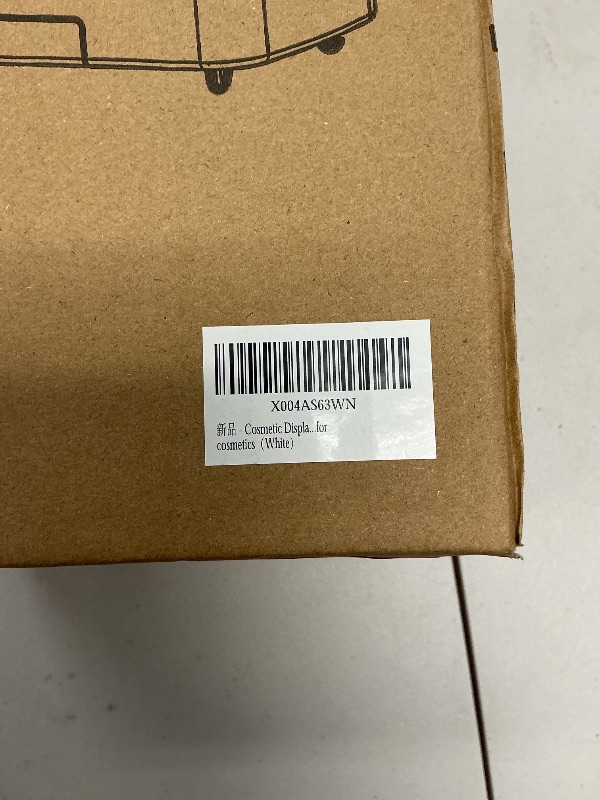 X004AS63WN
新品 - Cosmetic Displa...for
cosmetics（White）